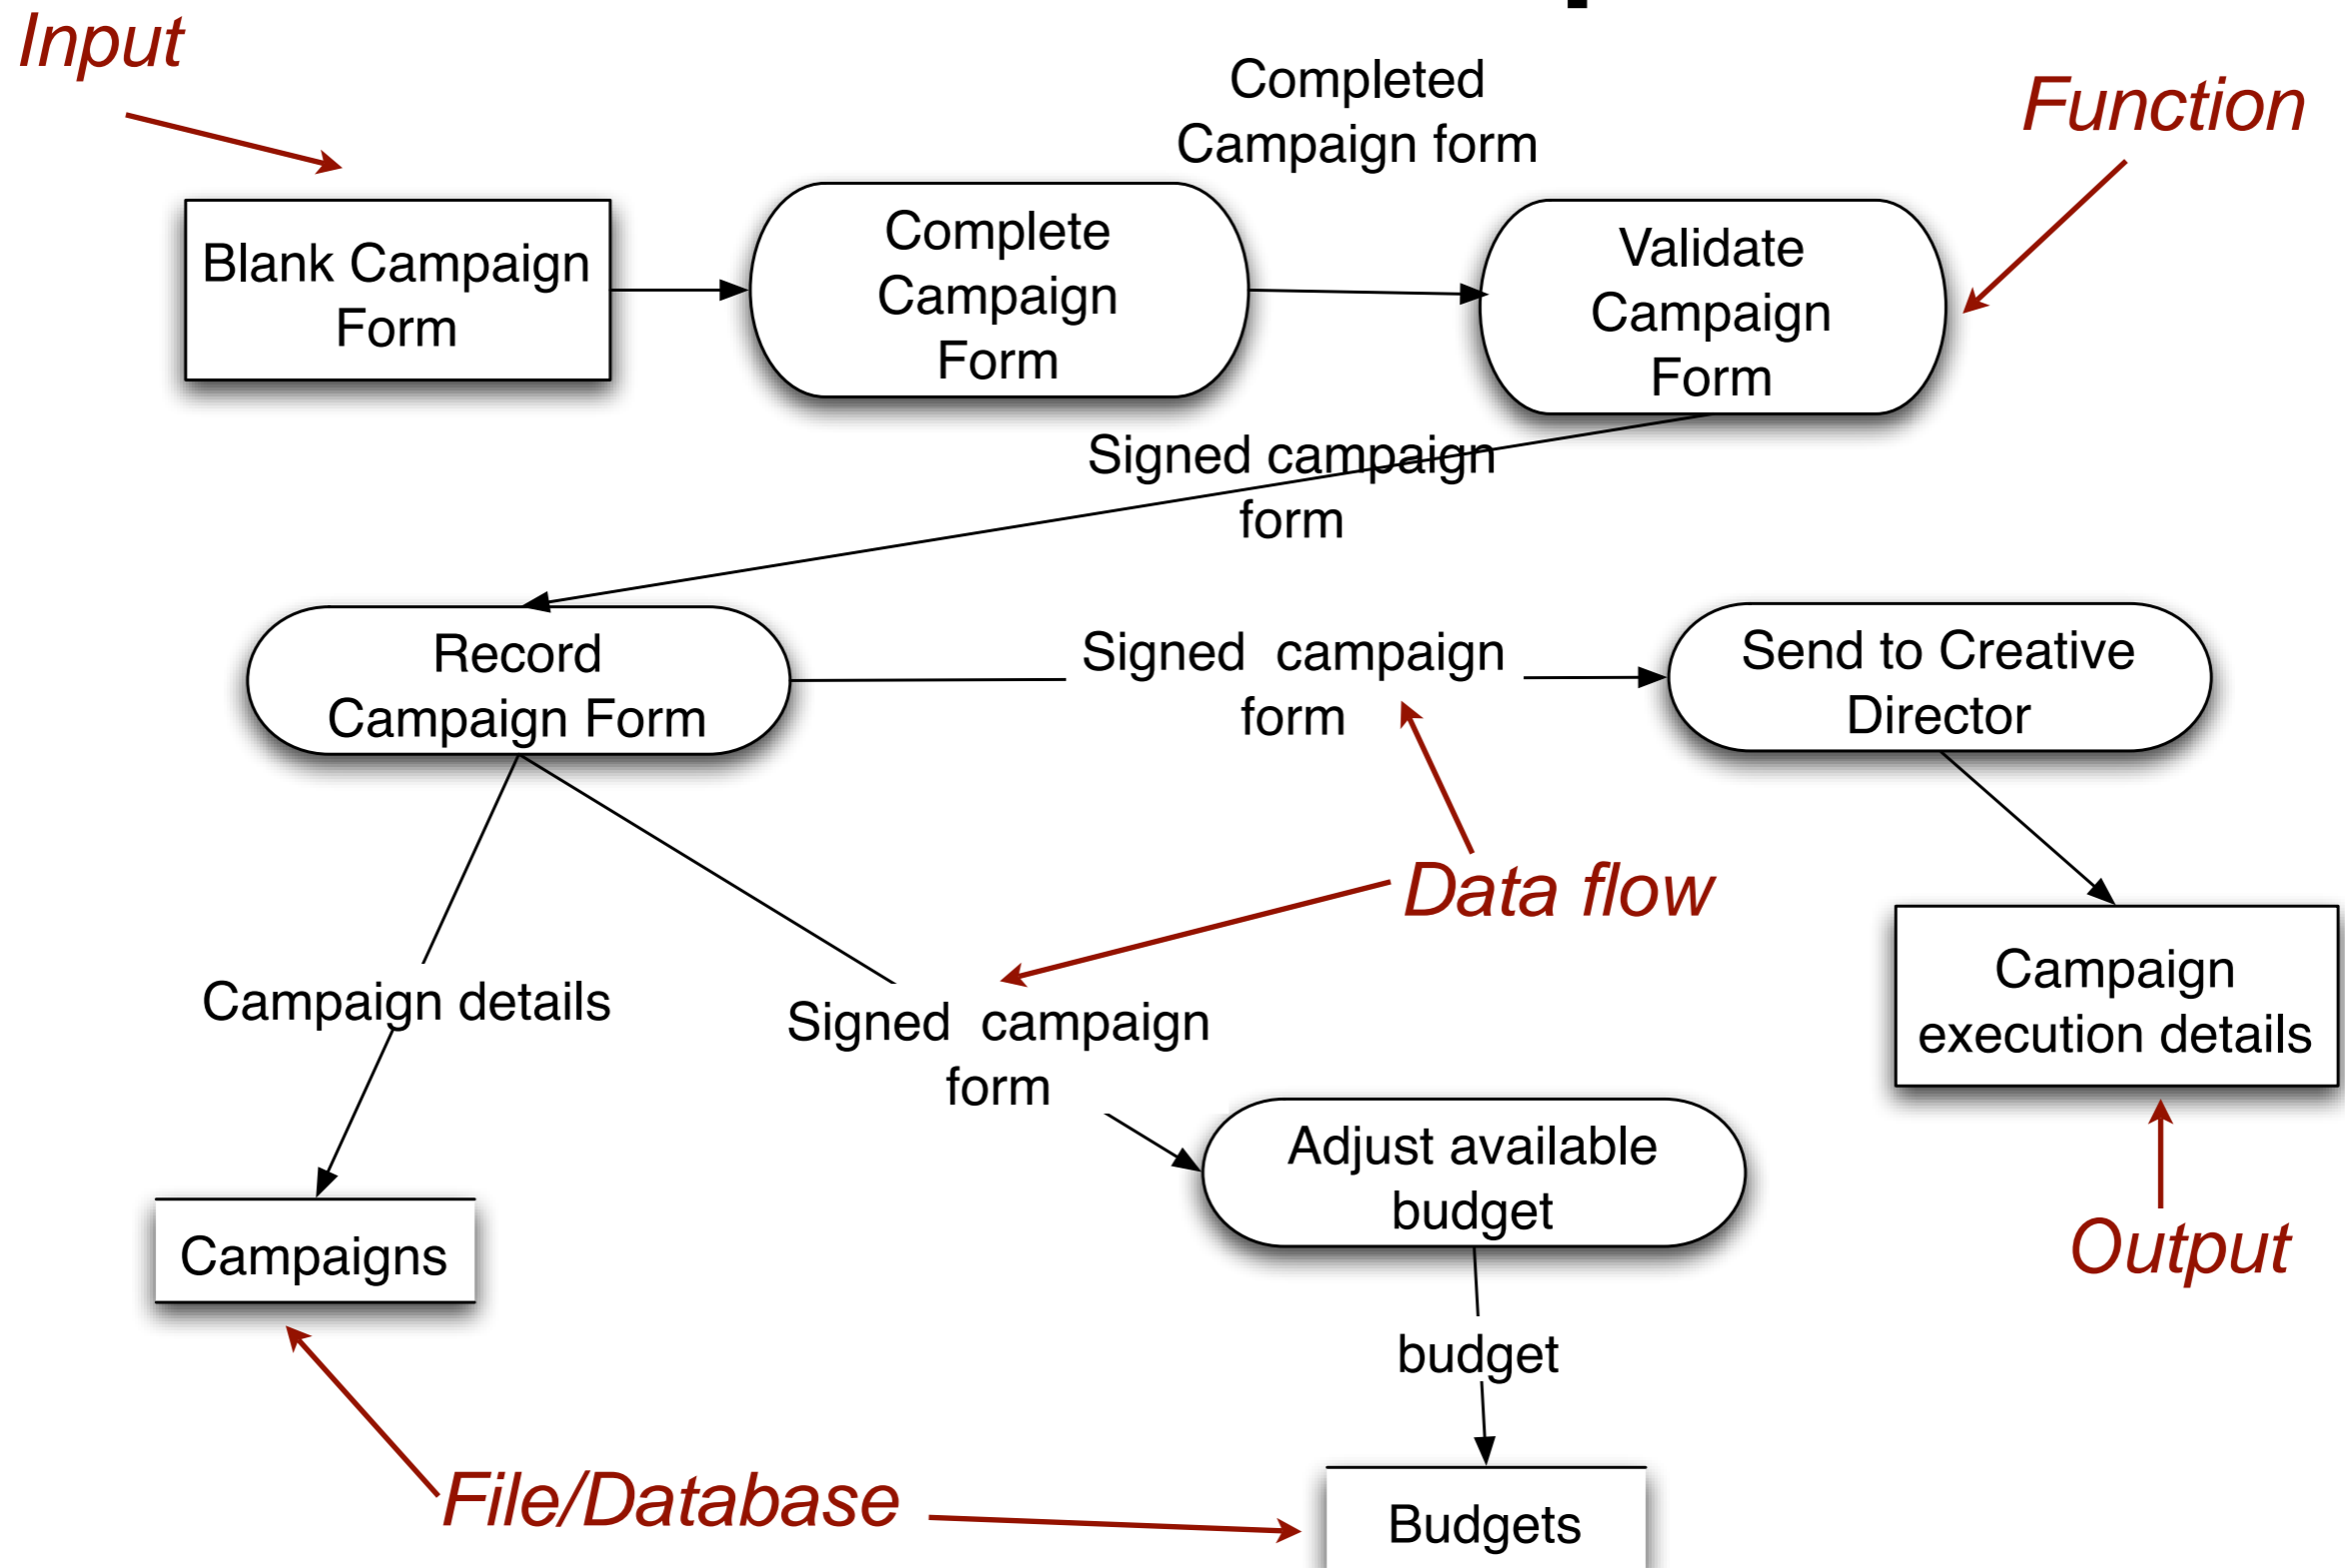 Input
Completed
Campaign form
Function
Blank Campaign
Form
Complete
Campaign
Form
Validate
Campaign
Form
Signed campaign
form
Record
Campaign Form
Signed campaign
form
Send to Creative
Director
Data flow
Campaign details
Signed campaign
form
Campaign
execution details
Adjust available
budget
Campaigns
Output
budget
File/Database
Budgets